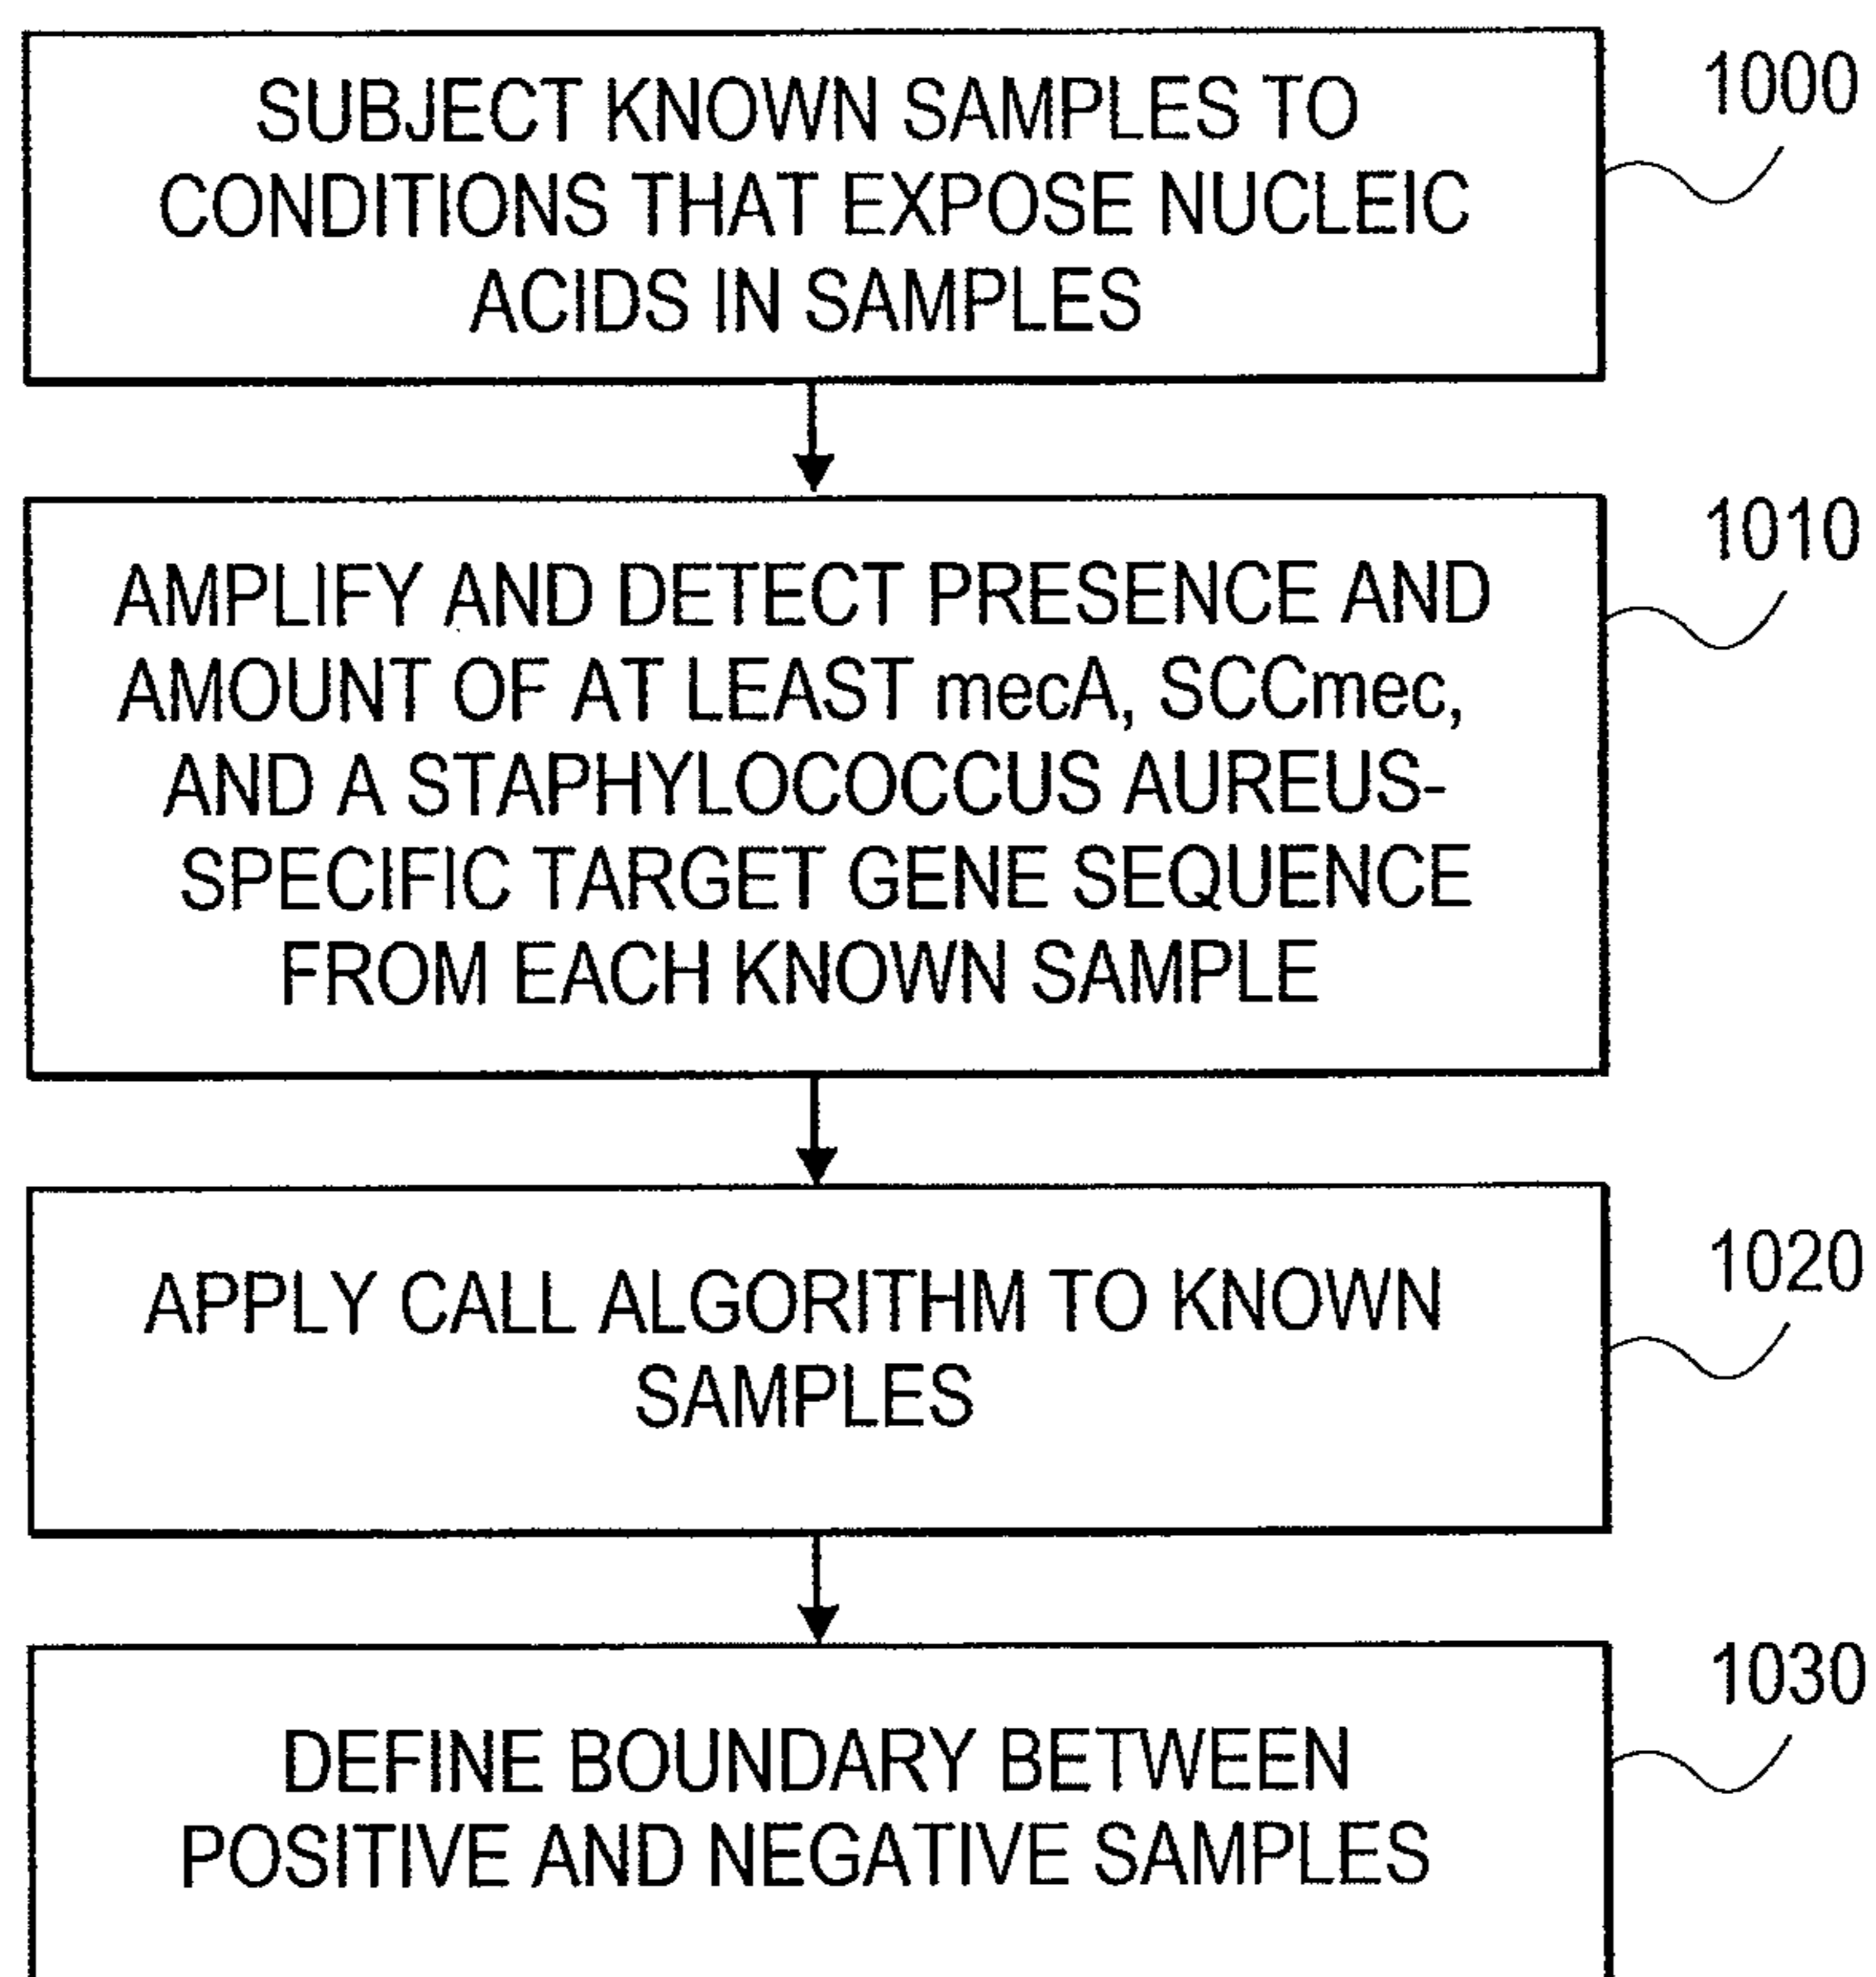 SUBJECT KNOWN SAMPLES TO
CONDITIONS THAT EXPOSE NUCLEIC
ACIDS IN SAMPLES
1000
AMPLIFY AND DETECT PRESENCE AND
AMOUNT OF AT LEAST mecA, SCCmec,
AND A STAPHYLOCOCCUS AUREUS-
SPECIFIC TARGET GENE SEQUENCE
FROM EACH KNOWN SAMPLE
1010
APPLY CALL ALGORITHM TO KNOWN
SAMPLES
1020
DEFINE BOUNDARY BETWEEN
POSITIVE AND NEGATIVE SAMPLES
1030